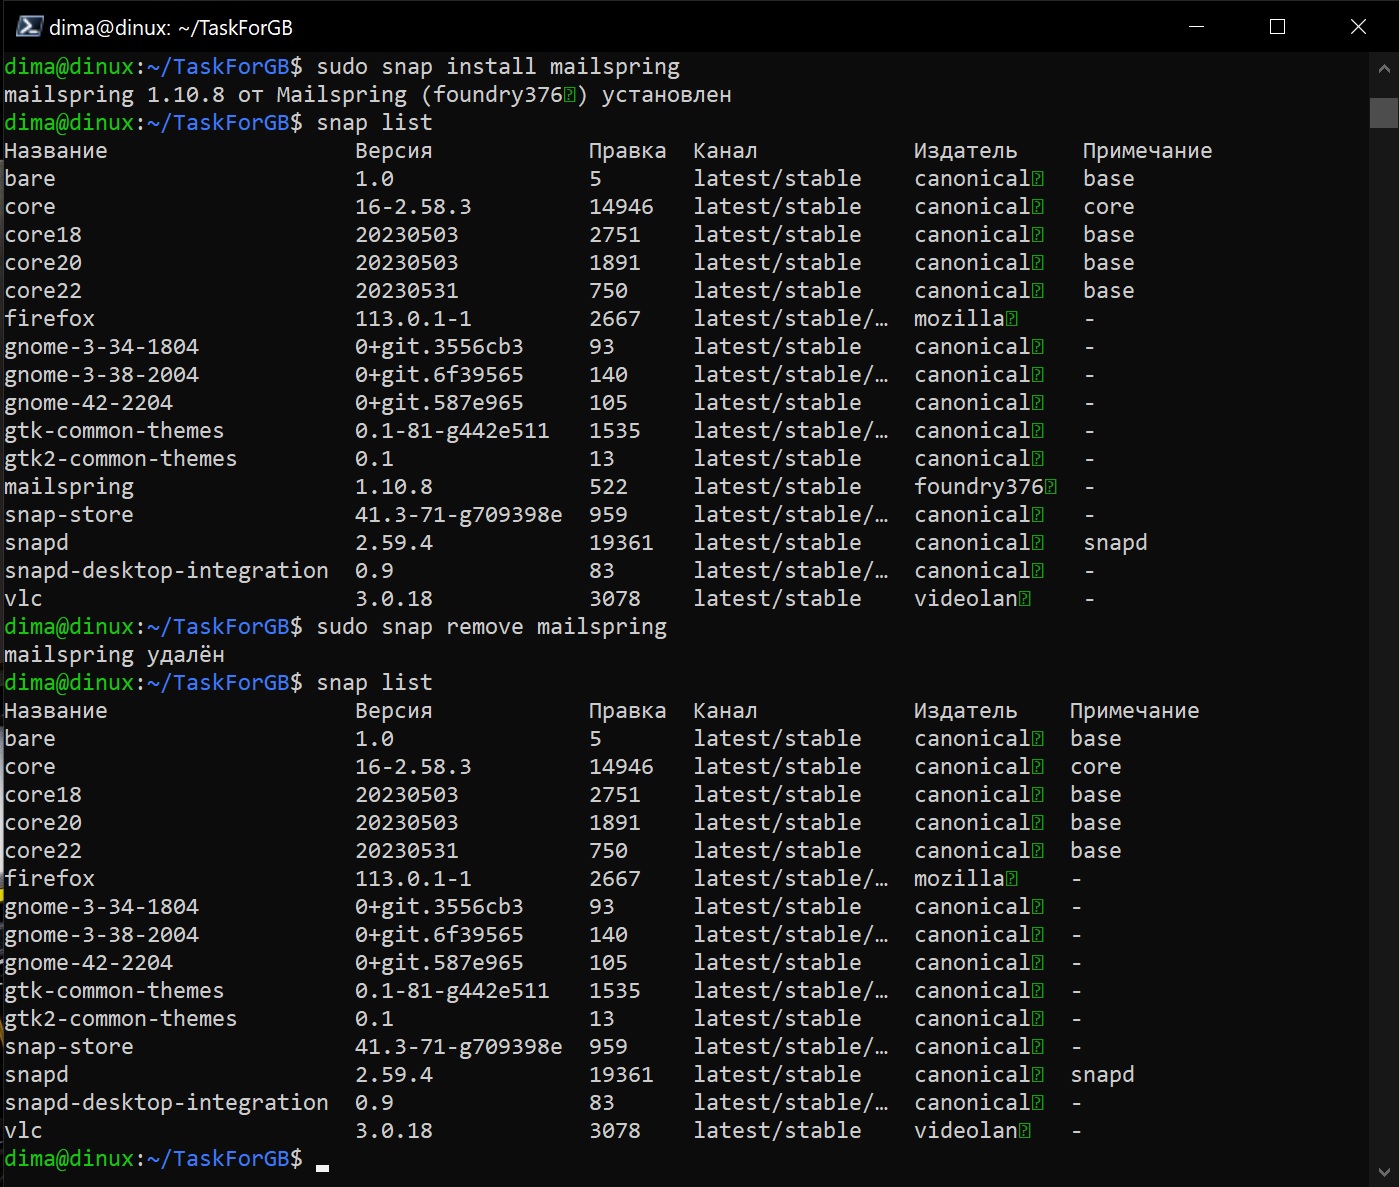 dima@dinux: ~/TaskForGB
dima@dinux:~/TaskForGB$ sudo snap install mailspring
mailspring 1.10.8 от Mailspring (foundry376) установлен
dima@dinux:~/TaskForGB$ snap list
Название Версия Правка Канал Издатель Примечание
bare 1.0 5 latest/stable canonical base
core 16-2.58.3 14946 latest/stable canonical core
core18 20230503 2751 latest/stable canonical base
core20 20230503 1891 latest/stable canonical base
core22 20230531 750 latest/stable canonical base
firefox 113.0.1-1 2667 latest/stable/… mozilla -
gnome-3-34-1804 0+git.3556cb3 93 latest/stable canonical -
gnome-3-38-2004 0+git.6f39565 140 latest/stable/… canonical -
gnome-42-2204 0+git.587e965 105 latest/stable/… canonical -
gtk-common-themes 0.1-81-g442e511 1535 latest/stable/… canonical -
gtk2-common-themes 0.1 13 latest/stable canonical -
mailspring 1.10.8 522 latest/stable foundry376 -
snap-store 41.3-71-g709398e 959 latest/stable/… canonical -
snapd 2.59.4 19361 latest/stable canonical snapd
snapd-desktop-integration 0.9 83 latest/stable/… canonical -
vlc 3.0.18 3078 latest/stable videolan -
dima@dinux:~/TaskForGB$ sudo snap remove mailspring
mailspring удалён
dima@dinux:~/TaskForGB$ snap list
Название Версия Правка Канал Издатель Примечание
bare 1.0 5 latest/stable canonical base
core 16-2.58.3 14946 latest/stable canonical core
core18 20230503 2751 latest/stable canonical base
core20 20230503 1891 latest/stable canonical base
core22 20230531 750 latest/stable canonical base
firefox 113.0.1-1 2667 latest/stable/… mozilla -
gnome-3-34-1804 0+git.3556cb3 93 latest/stable canonical -
gnome-3-38-2004 0+git.6f39565 140 latest/stable/… canonical -
gnome-42-2204 0+git.587e965 105 latest/stable/… canonical -
gtk-common-themes 0.1-81-g442e511 1535 latest/stable/… canonical -
gtk2-common-themes 0.1 13 latest/stable canonical -
snap-store 41.3-71-g709398e 959 latest/stable/… canonical -
snapd 2.59.4 19361 latest/stable canonical snapd
snapd-desktop-integration 0.9 83 latest/stable/… canonical -
vlc 3.0.18 3078 latest/stable videolan -
dima@dinux:~/TaskForGB$